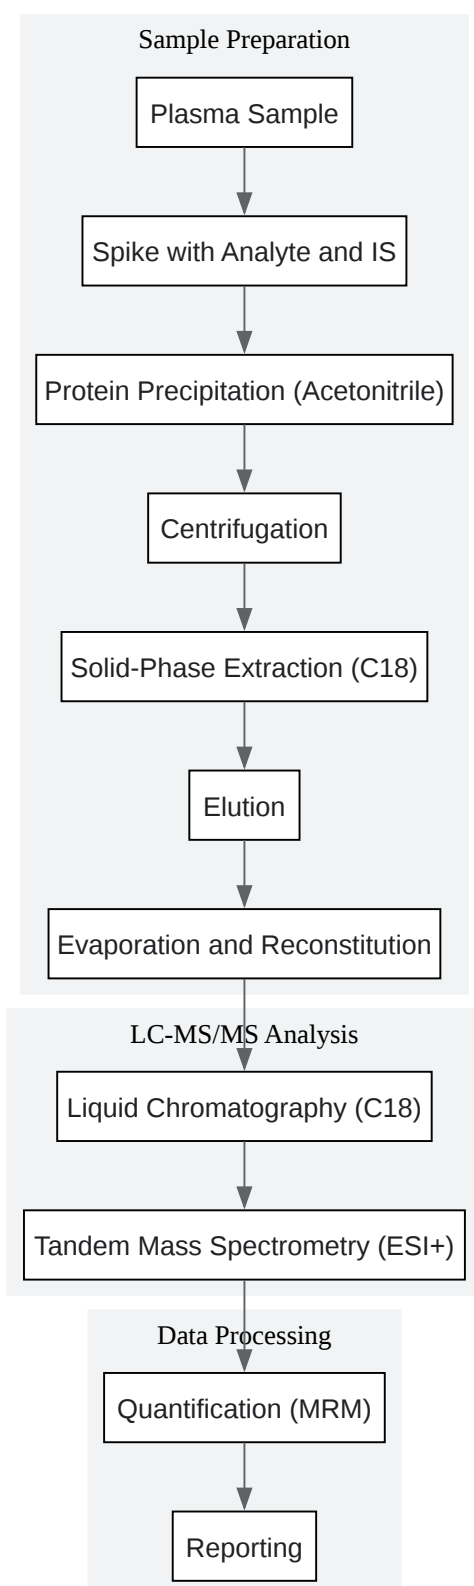 Sample Preparation
Plasma Sample
Spike with Analyte and IS
Protein Precipitation (Acetonitrile)
Centrifugation
Solid-Phase Extraction (C18)
Elution
Evaporation and Reconstitution
LC-MS/MS Analysis
Liquid Chromatography (C18)
Tandem Mass Spectrometry (ESI+)
Data Processing
Quantification (MRM)
Reporting